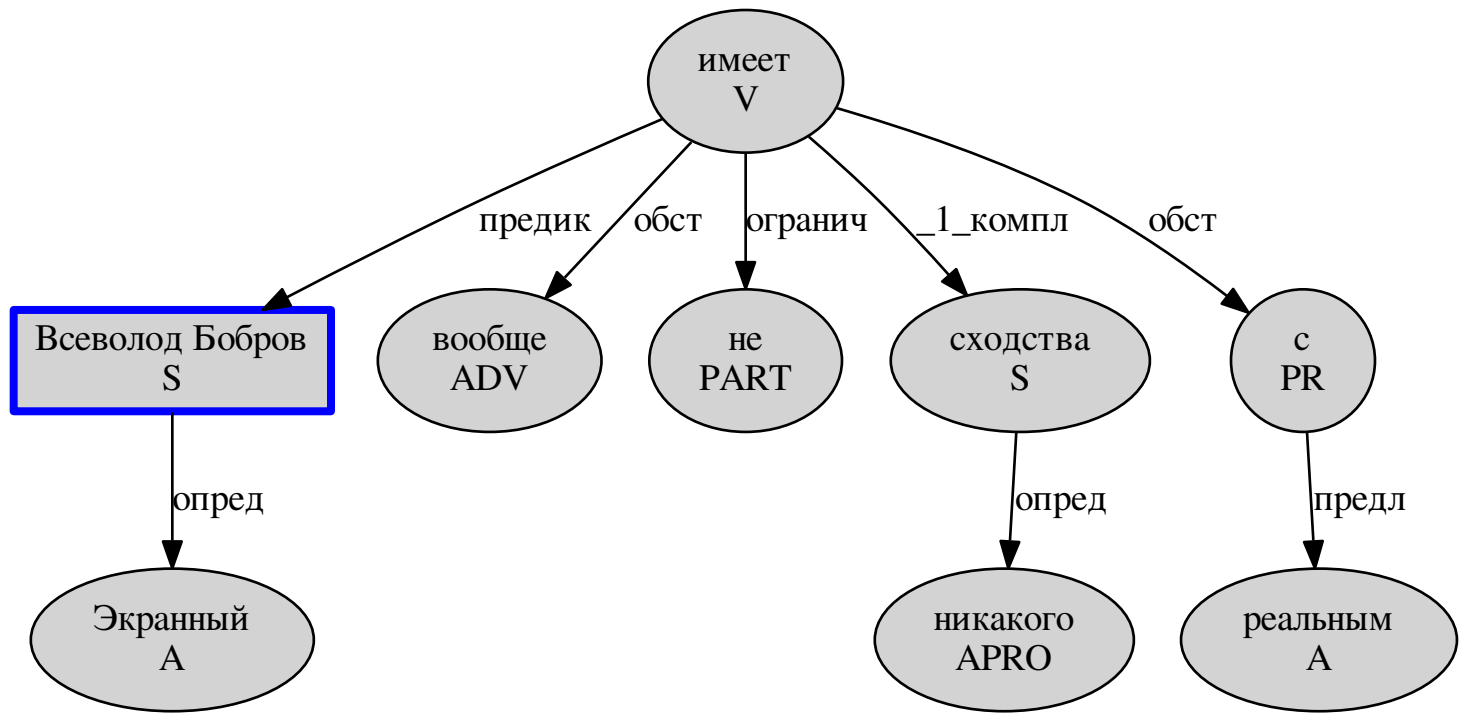 имеет
V
предик
обст
огранич
_1_компл
обст
Всеволод Бобров
S
вообще
ADV
не
PART
сходства
S
с
PR
опред
опред
предл
Экранный
A
никакого
APRO
реальным
A